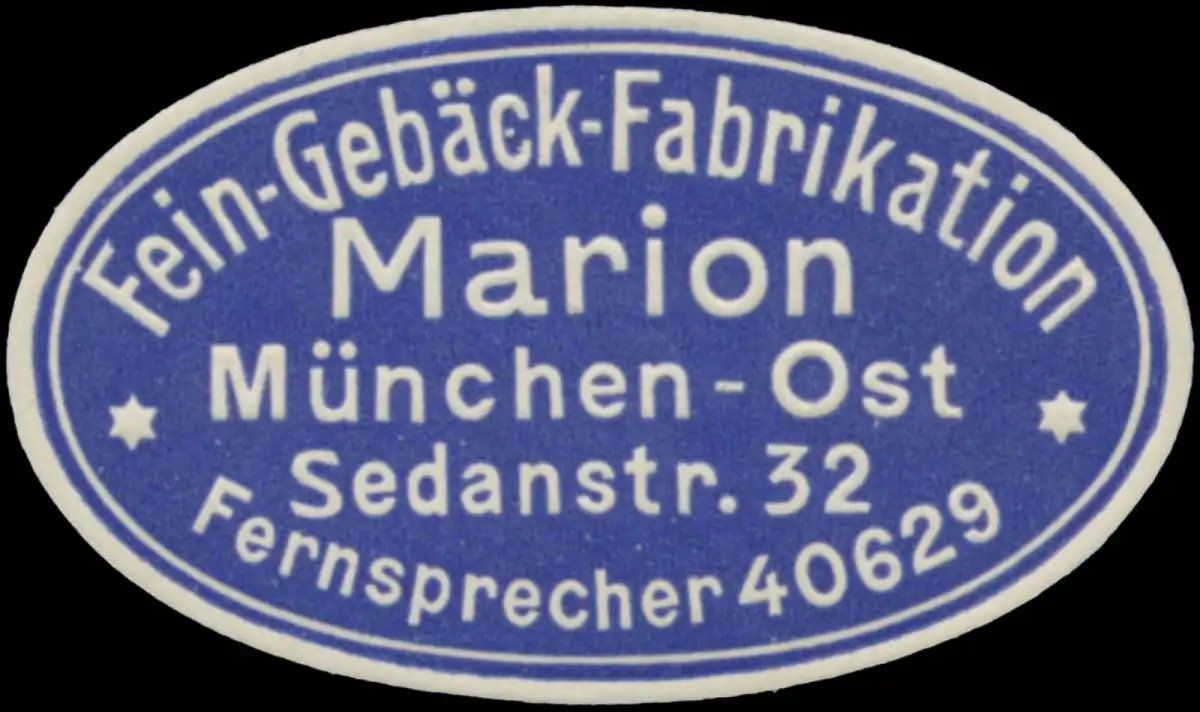 Fein-Gebäck-Fabrikation
Marion
München-Ost
Sedanstr. 32
Fernsprecher 40629